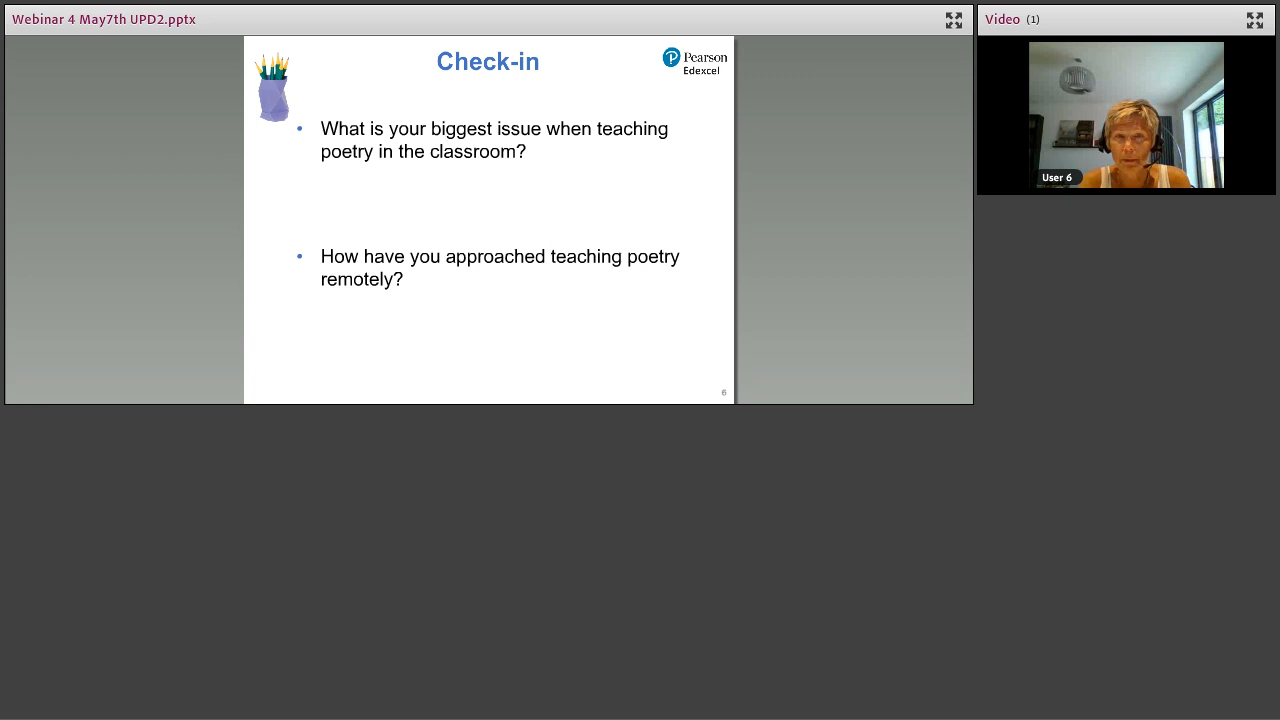 Webinar 4 May7th UPD2.pptx
Video (1)
Check-in
Pearson
Edexcel
• What is your biggest issue when teaching
poetry in the classroom?
User 6
• How have you approached teaching poetry
remotely?
6